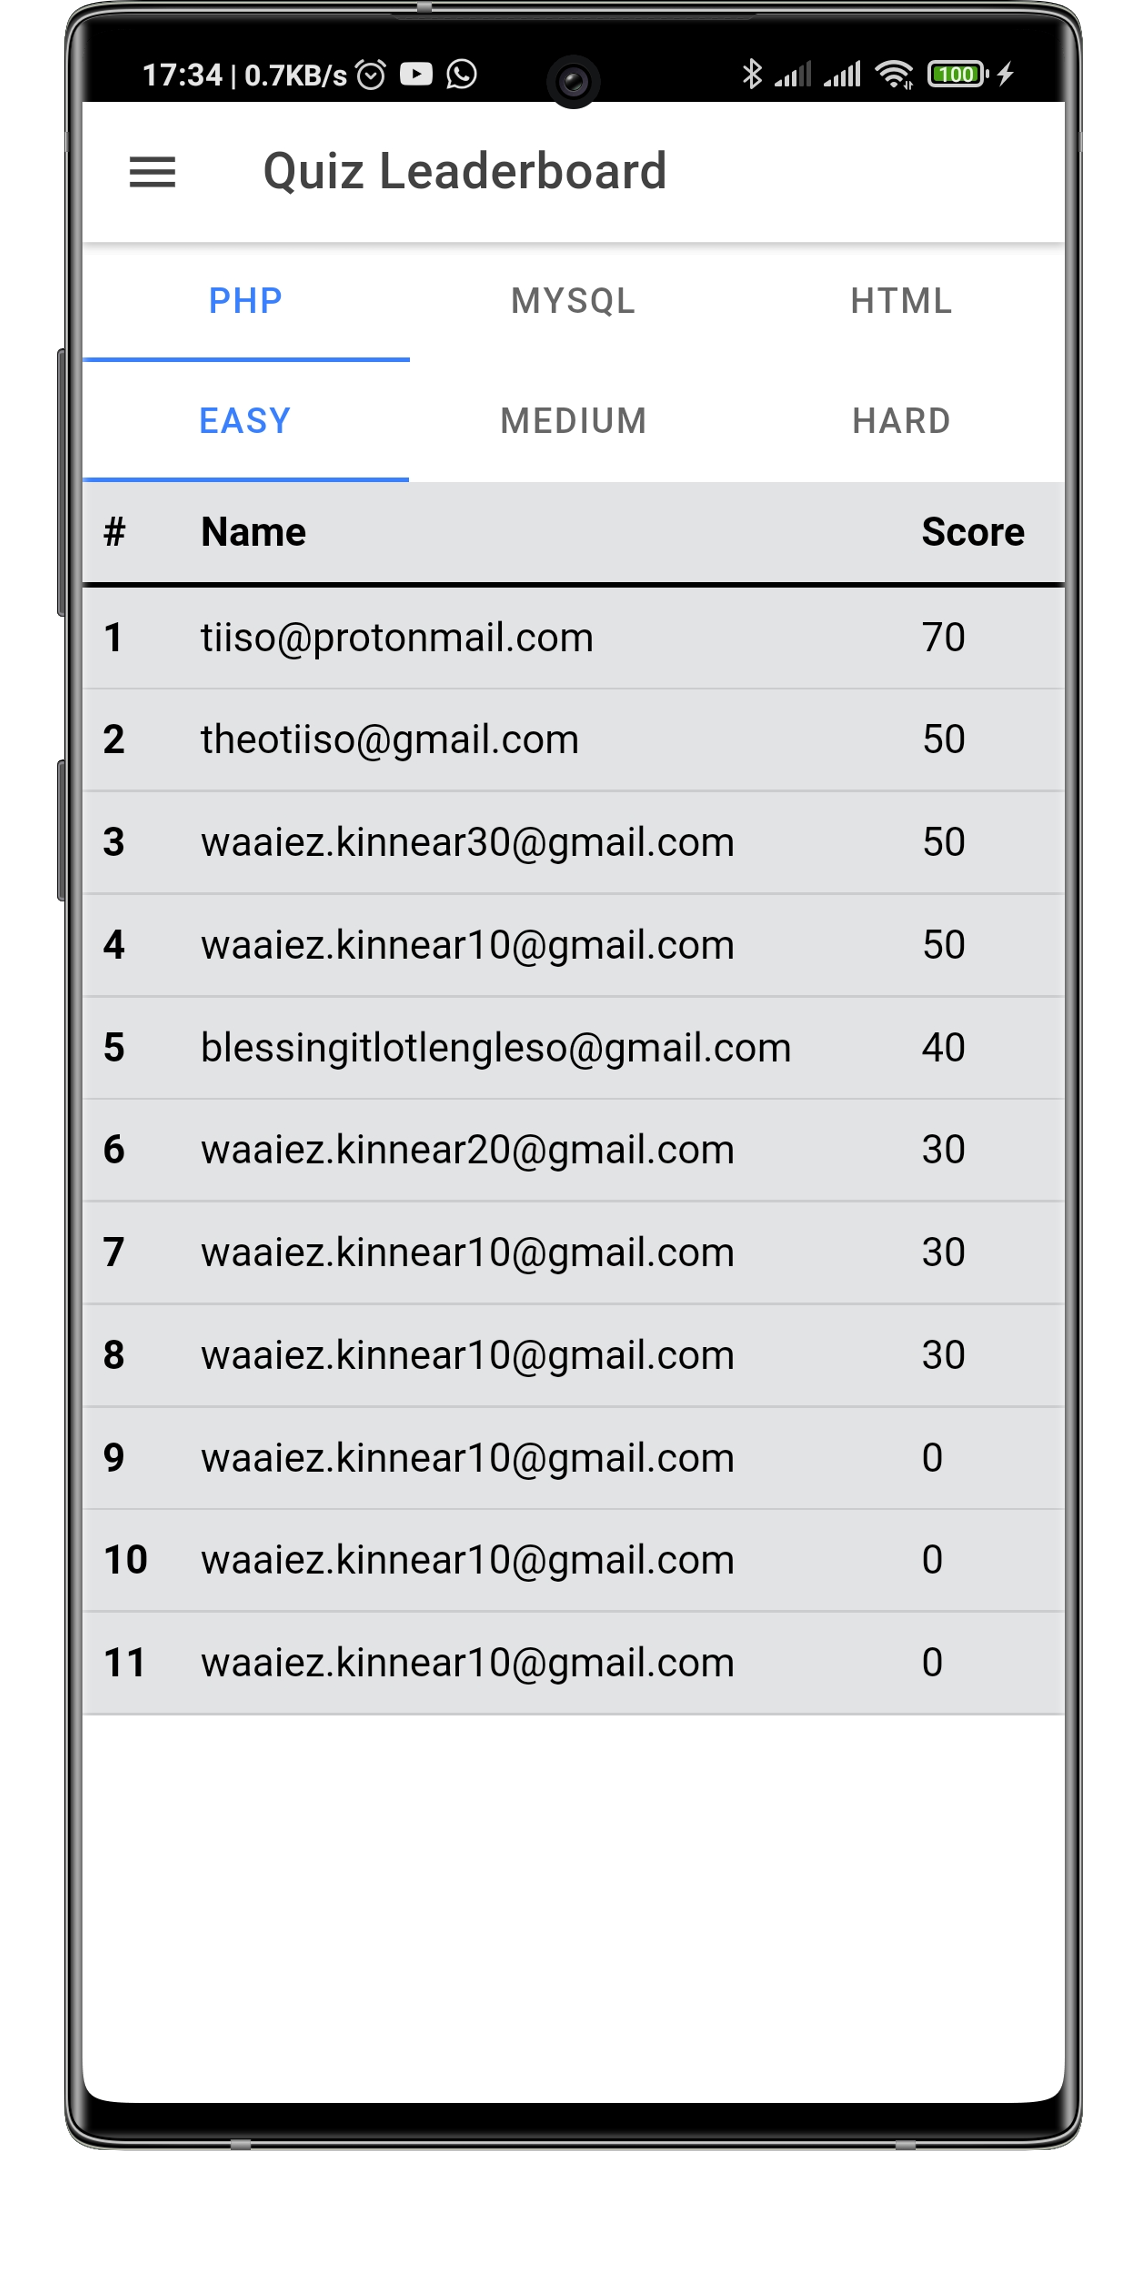 17:34 | 0.7KB/s 100
Quiz Leaderboard
PHP MYSQL HTML
EASY MEDIUM HARD
# Name Score
1 tiiso@protonmail.com 70
2 theotiiso@gmail.com 50
3 waaiez.kinnear30@gmail.com 50
4 waaiez.kinnear10@gmail.com 50
5 blessingitlotlengleso@gmail.com 40
6 waaiez.kinnear20@gmail.com 30
7 waaiez.kinnear10@gmail.com 30
8 waaiez.kinnear10@gmail.com 30
9 waaiez.kinnear10@gmail.com 0
10 waaiez.kinnear10@gmail.com 0
11 waaiez.kinnear10@gmail.com 0